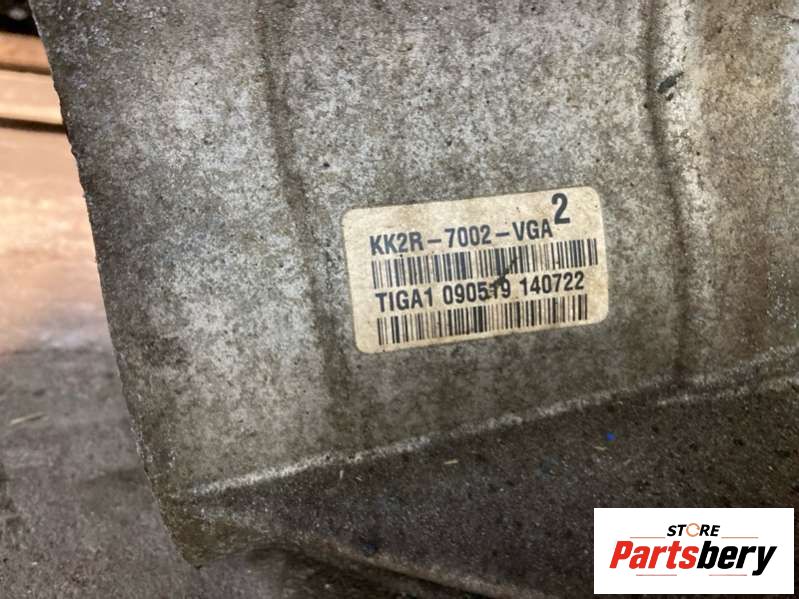 KK2R-7002-VGA 2
TIGA1 090519 140722
STORE
Partsbery